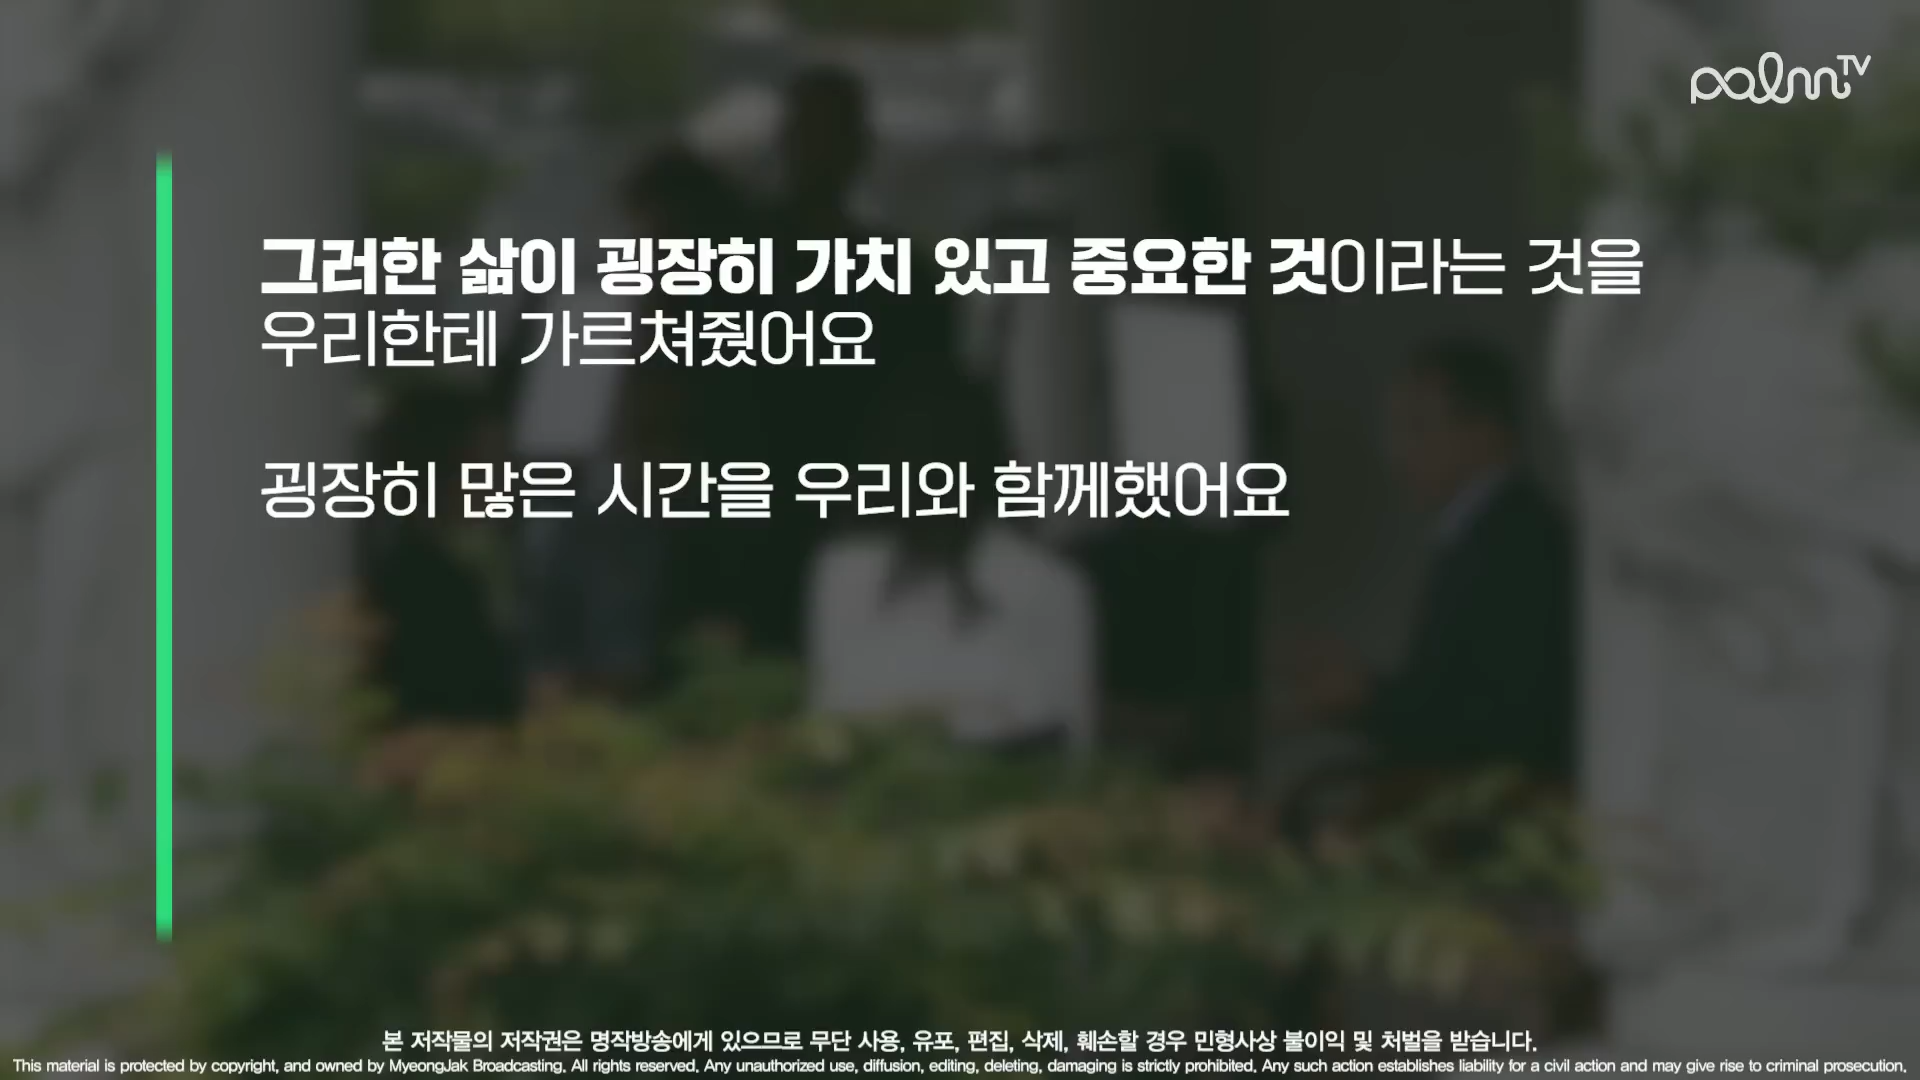 palm TV
그러한 삶이 굉장히 가치 있고 중요한 것이라는 것을
우리한테 가르쳐줬어요
굉장히 많은 시간을 우리와 함께했어요
본 저작물의 저작권은 명작방송에게 있으므로 무단 사용, 유포, 편집, 삭제, 훼손할 경우 민형사상 불이익 및 처벌을 받습니다.
This material is protected by copyright, and owned by MyeongJak Broadcasting. All rights reserved. Any unauthorized use, diffusion, editing, deleting, damaging is strictly prohibited. Any such action establishes liability for a civil action and may give rise to criminal prosecution.